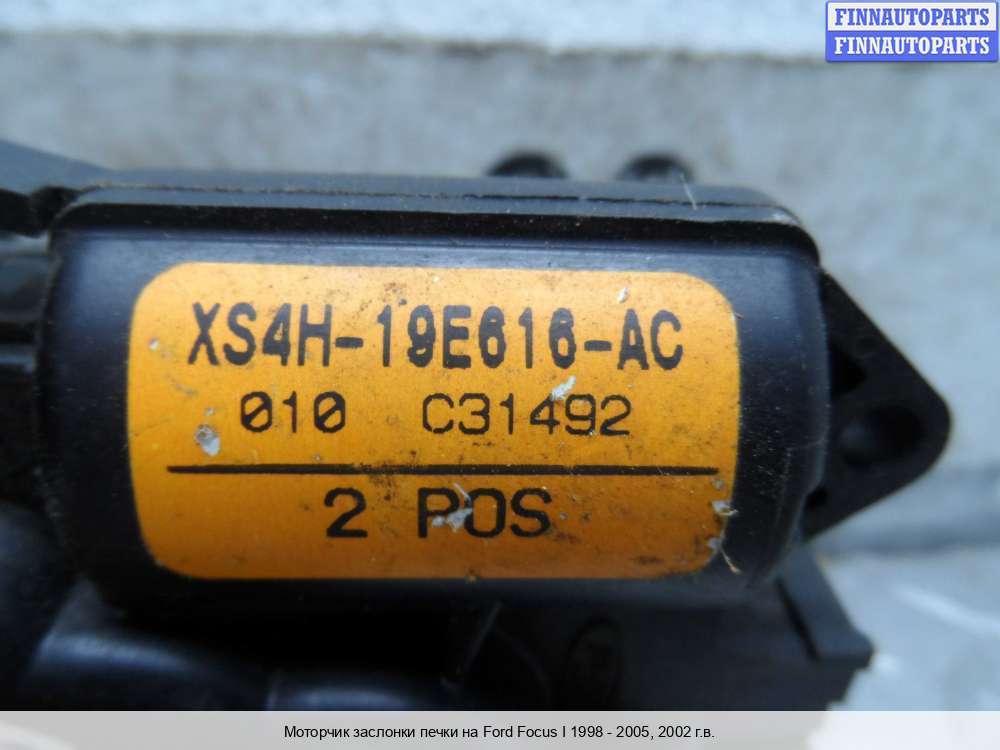 FINNAUTOPARTS
FINNAUTOPARTS
XS4H-19E616-AC
010 C31492
2 POS
Моторчик заслонки печки на Ford Focus I 1998 - 2005, 2002 г.в.